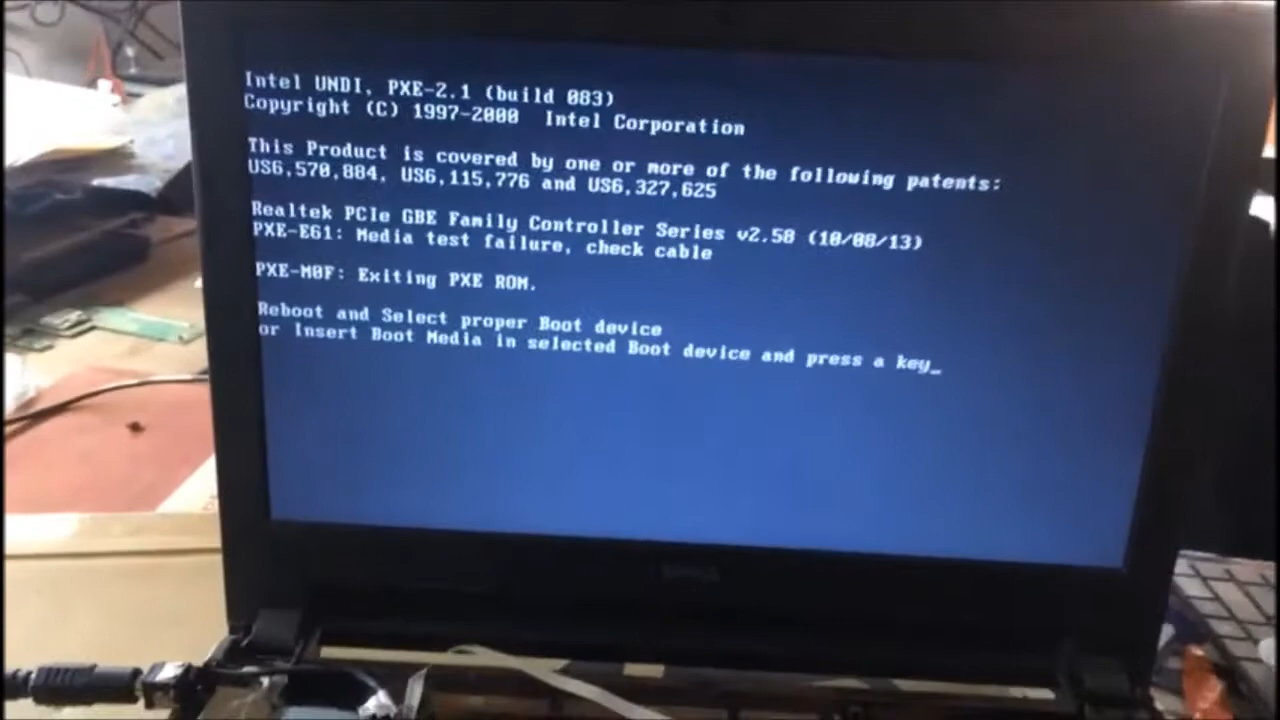 Intel UNDI, PXE-2.1 (build 083)
Copyright (C) 1997-2000  Intel Corporation
This Product is covered by one or more of the following patents:
US6,570,884, US6,115,776 and US6,327,625
Realtek PCIe GBE Family Controller Series v2.58 (10/08/13)
PXE-E61: Media test failure, check cable
PXE-M0F: Exiting PXE ROM.
Reboot and Select proper Boot device
or Insert Boot Media in selected Boot device and press a key_